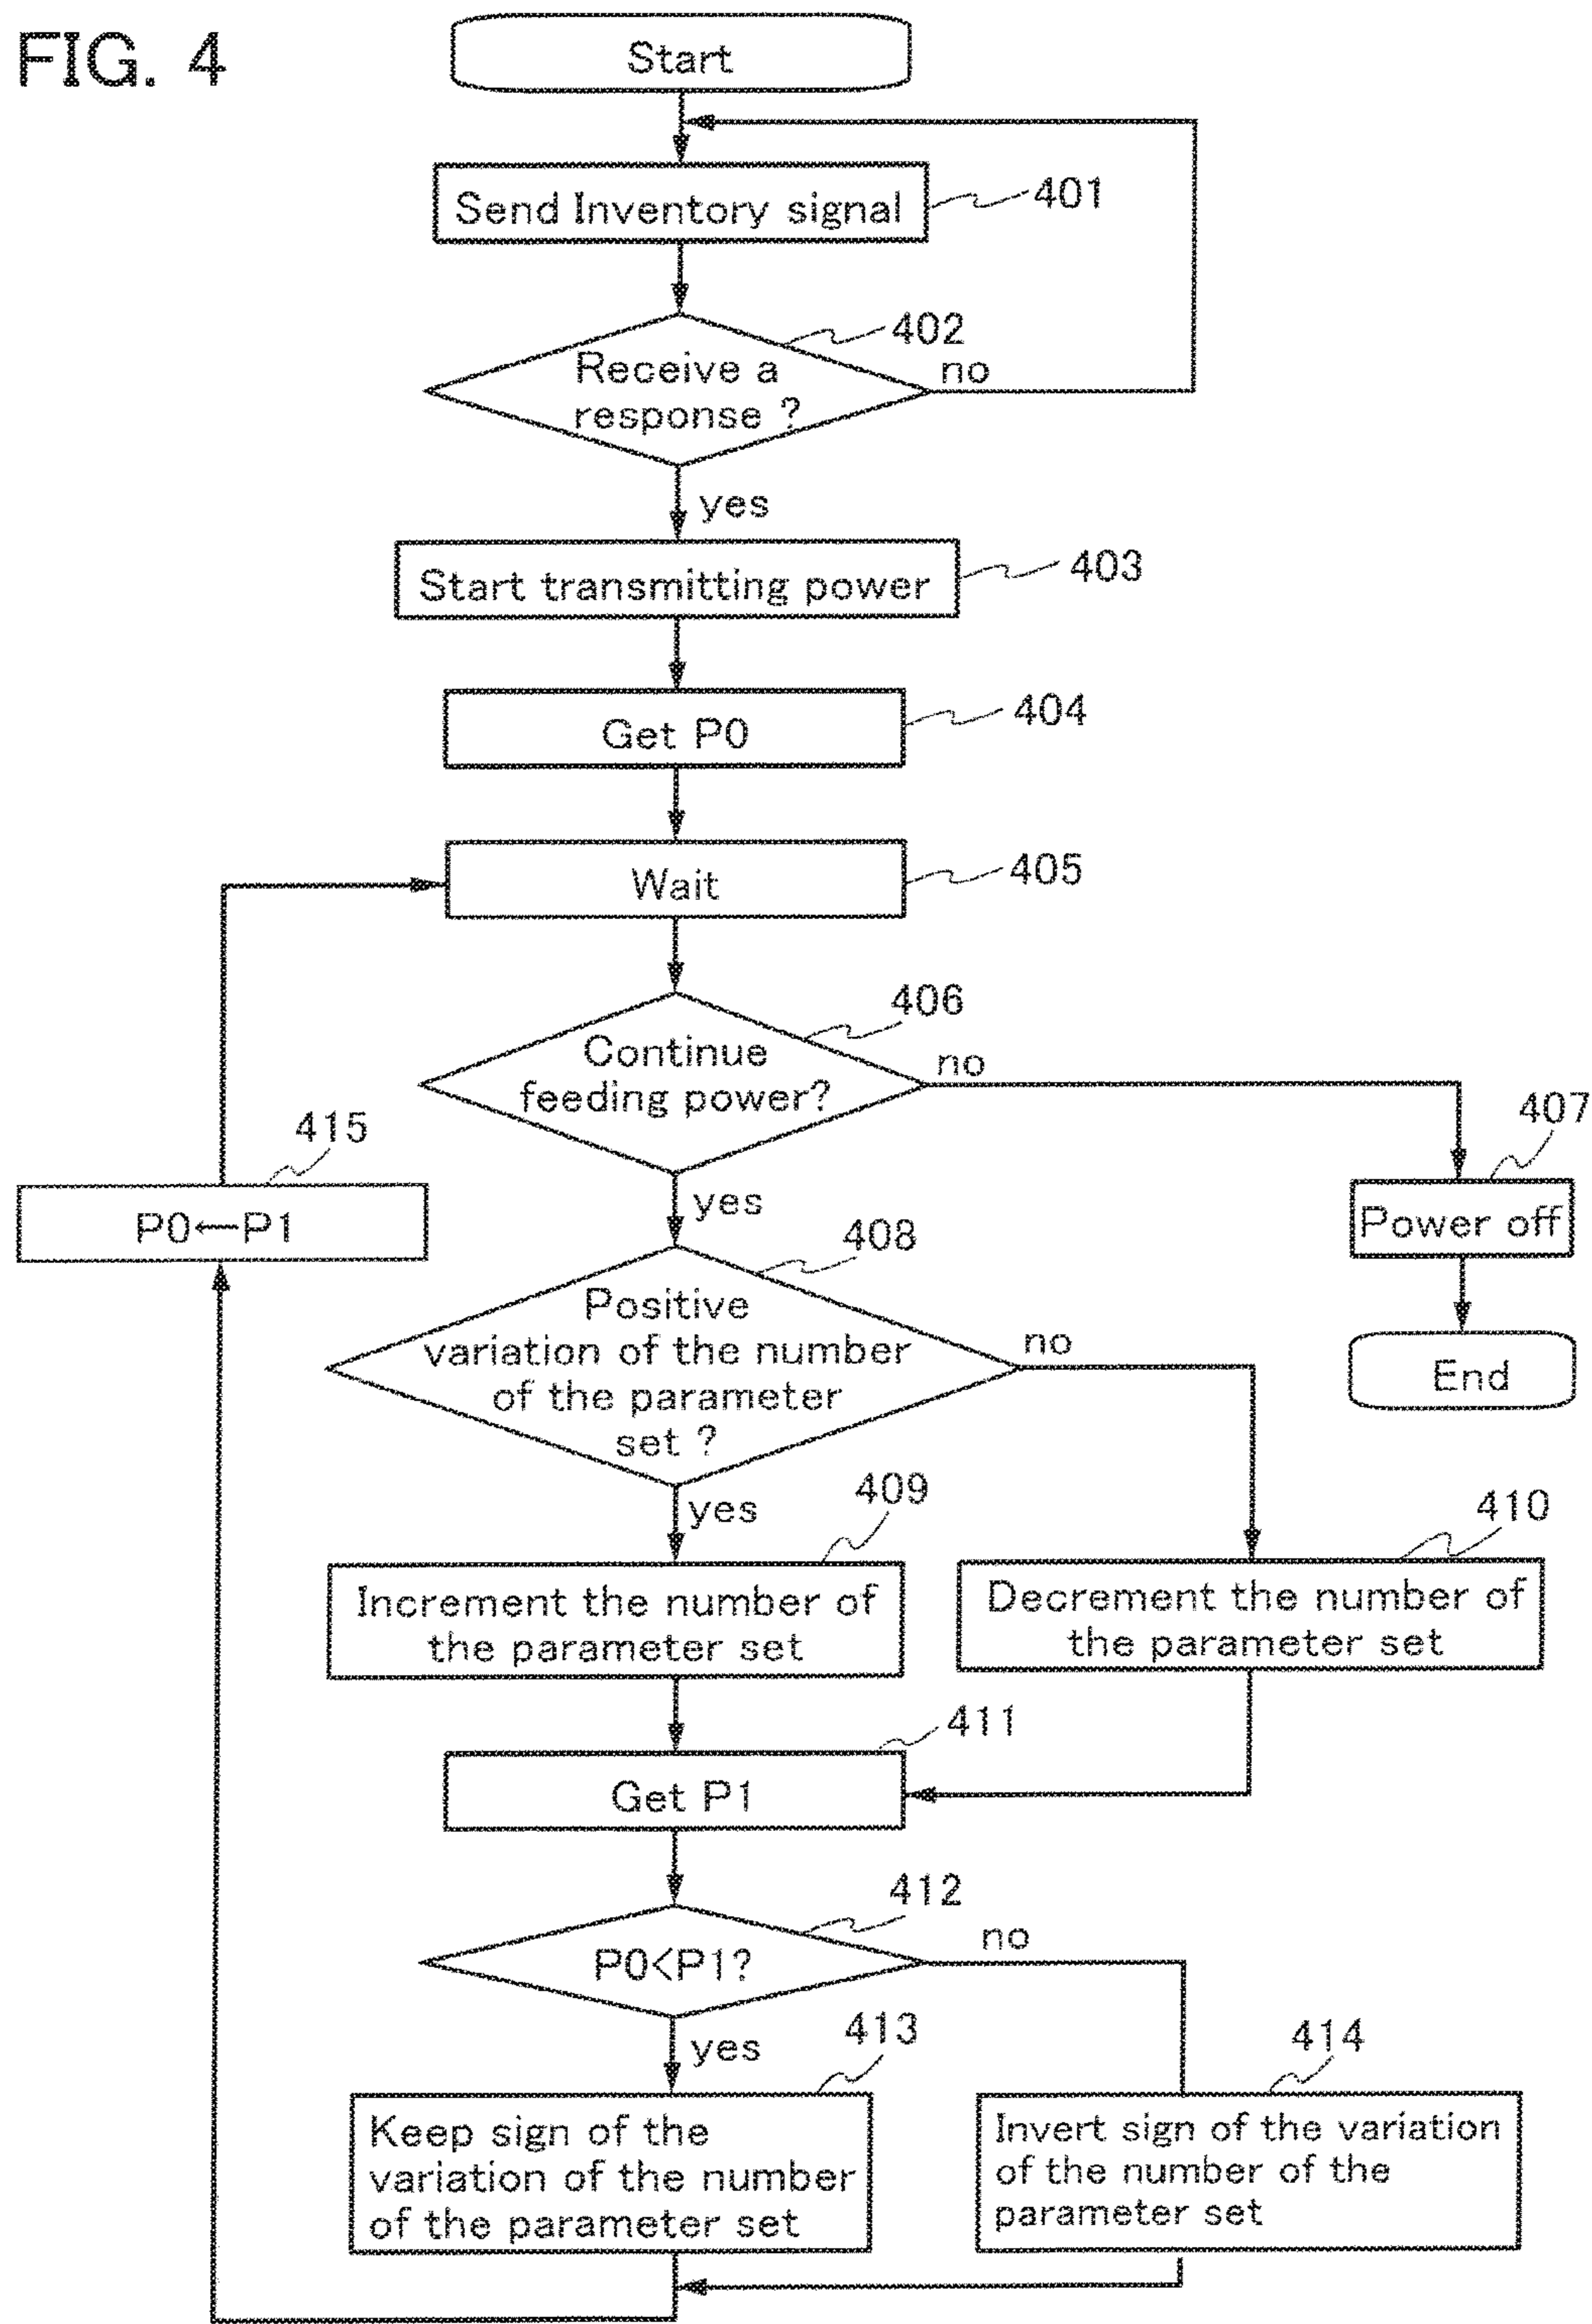 FIG. 4
Start
Send Inventory signal
401
402
Receive a
response ?
no
yes
Start transmitting power
403
Get P0
404
Wait
405
406
Continue
feeding power?
no
407
Power off
End
415
P0←P1
yes
408
Positive
variation of the number
of the parameter
set ?
no
yes
409
Increment the number of
the parameter set
410
Decrement the number of
the parameter set
411
Get P1
412
P0<P1?
no
yes
413
Keep sign of the
variation of the number
of the parameter set
414
Invert sign of the variation
of the number of the
parameter set